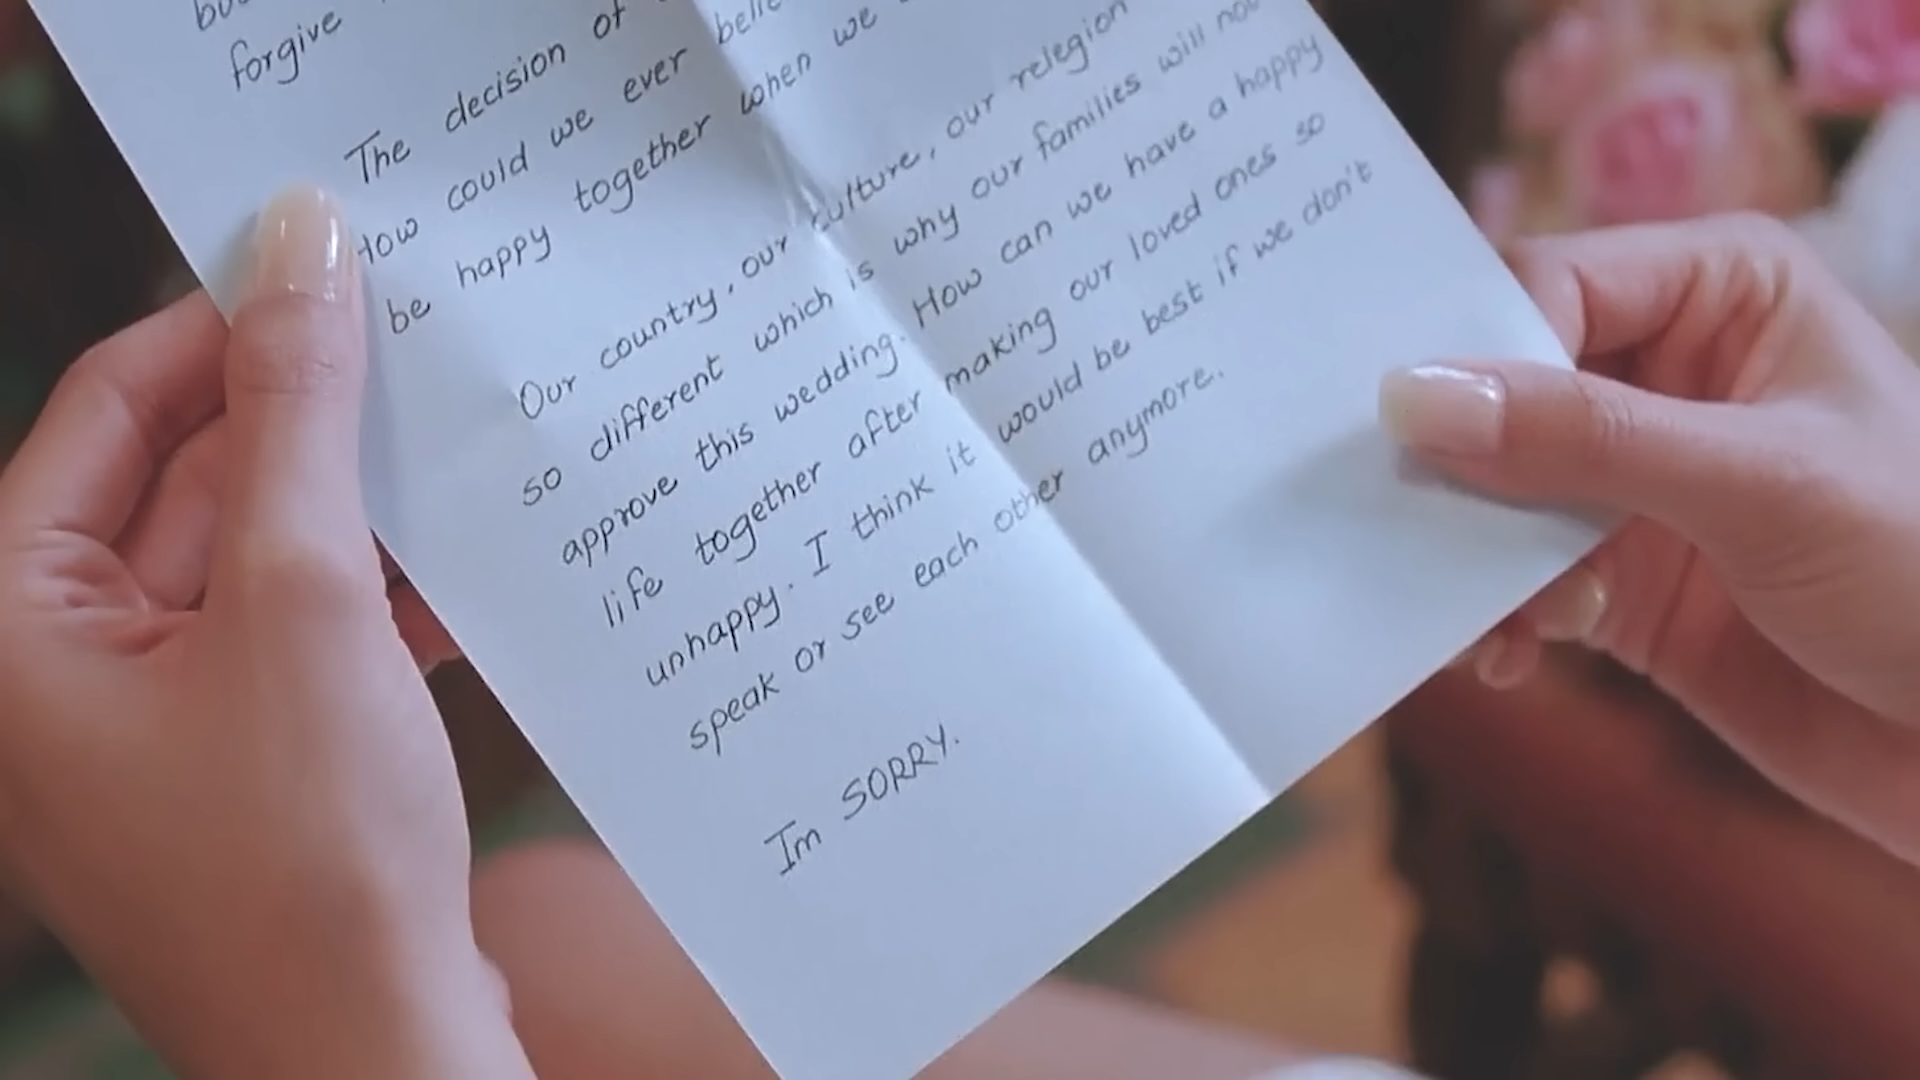 forgive
The decision of
How could we ever
be happy together when we
Our country, our culture, our relegion
so different which is why our families will not
approve this wedding. How can we have a happy
life together after making our loved ones so
unhappy. I think it would be best if we don't
speak or see each other anymore.
Im SORRY.